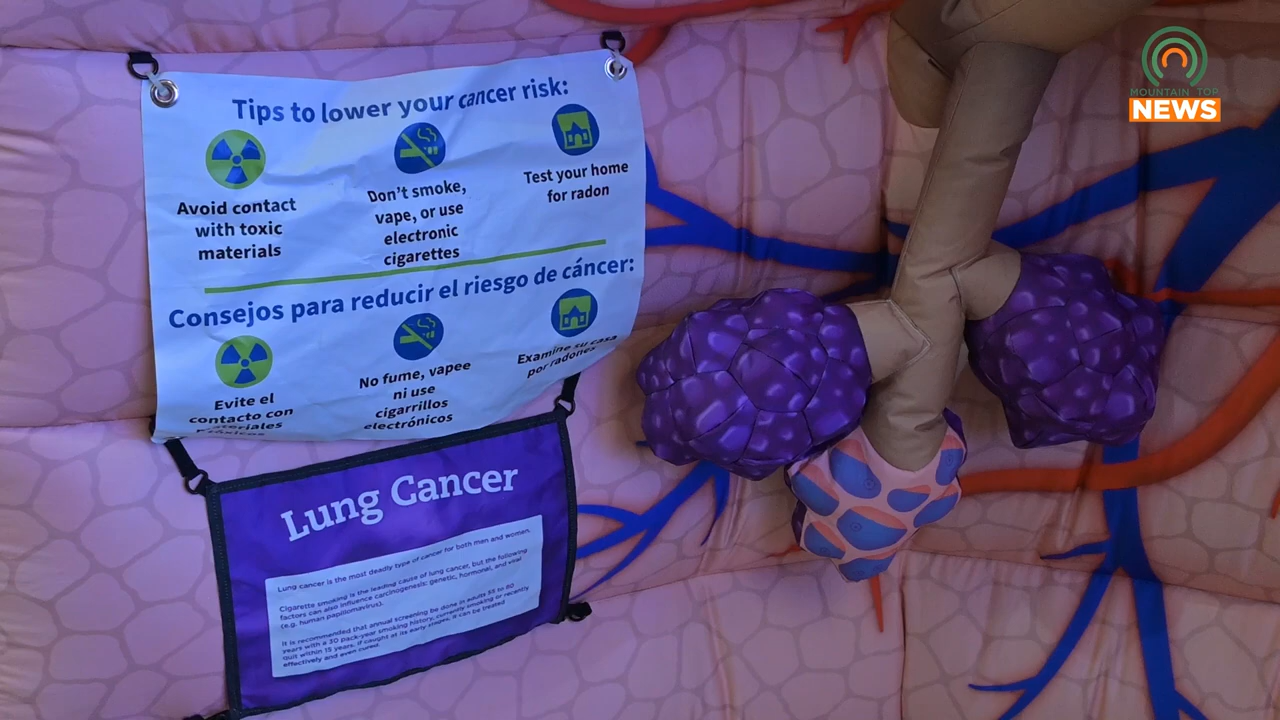 Tips to lower your cancer risk:
Avoid contact
with toxic
materials
Don't smoke,
vape, or use
electronic
cigarettes
Test your home
for radon
Consejos para reducir el riesgo de cáncer:
Evite el
contacto con
materiales
tóxicos
No fume, vapee
ni use
cigarrillos
electrónicos
Examine su casa
por radones
Lung Cancer
Lung cancer is the most deadly type of cancer for both men and women.
Cigarette smoking is the leading cause of lung cancer, but the following
factors can also influence carcinogenesis: genetic, hormonal, and viral
(e.g. human papillomavirus).
It is recommended that annual screening be done in adults 55 to 80
years with a 30 pack-year smoking history, currently smoking or recently
quit within 15 years. If caught at its early stages, it can be treated
effectively and even cured.
MOUNTAIN TOP
NEWS